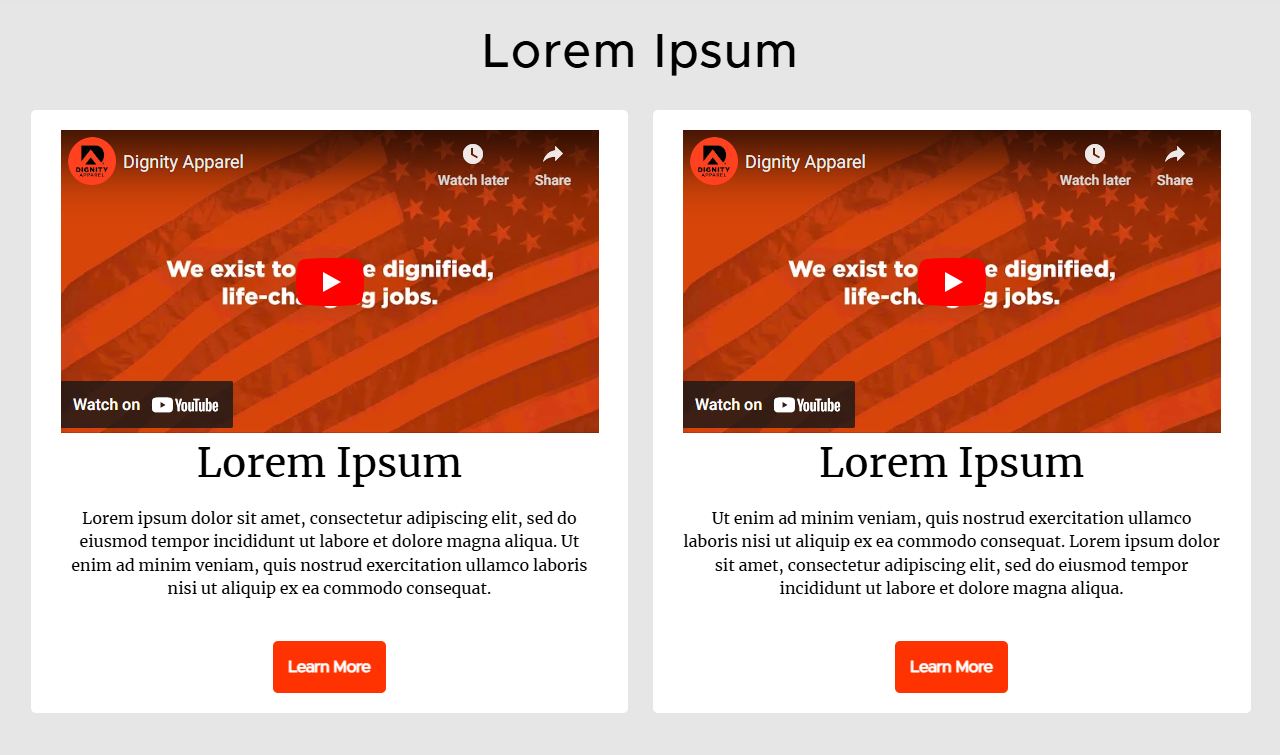 Lorem Ipsum
DIGNITY
APPAREL
Dignity Apparel
Watch later
Share
We exist to
e dignified,
life-cha
g jobs.
Watch on YouTube
Lorem Ipsum
Lorem ipsum dolor sit amet, consectetur adipiscing elit, sed do
eiusmod tempor incididunt ut labore et dolore magna aliqua. Ut
enim ad minim veniam, quis nostrud exercitation ullamco laboris
nisi ut aliquip ex ea commodo consequat.
Learn More
DIGNITY
APPAREL
Dignity Apparel
Watch later
Share
We exist to
e dignified,
life-cha
g jobs.
Watch on YouTube
Lorem Ipsum
Ut enim ad minim veniam, quis nostrud exercitation ullamco
laboris nisi ut aliquip ex ea commodo consequat. Lorem ipsum dolor
sit amet, consectetur adipiscing elit, sed do eiusmod tempor
incididunt ut labore et dolore magna aliqua.
Learn More